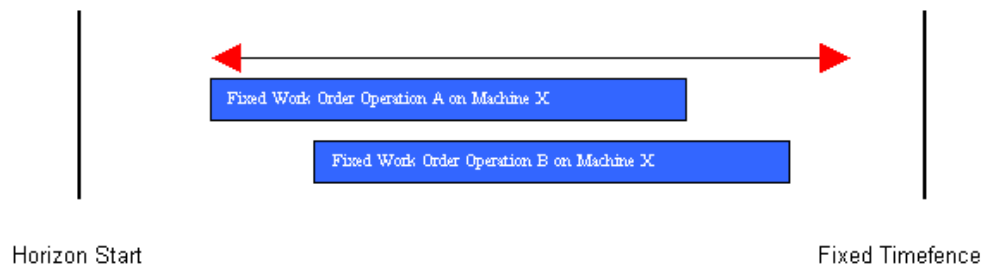 Fixed Work Order Operation A on Machine X
Fixed Work Order Operation B on Machine X
Horizon Start
Fixed Timefence